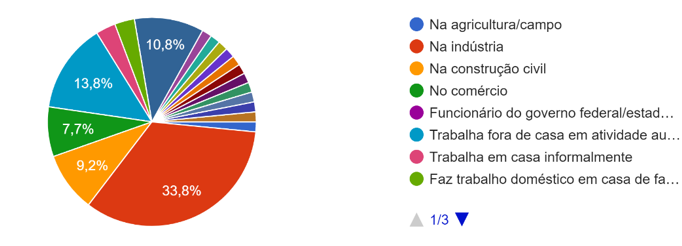 10,8%
13,8%
7,7%
9,2%
33,8%
Na agricultura/campo
Na indústria
Na construção civil
No comércio
Funcionário do governo federal/estad…
Trabalha fora de casa em atividade au…
Trabalha em casa informalmente
Faz trabalho doméstico em casa de fa…
1/3